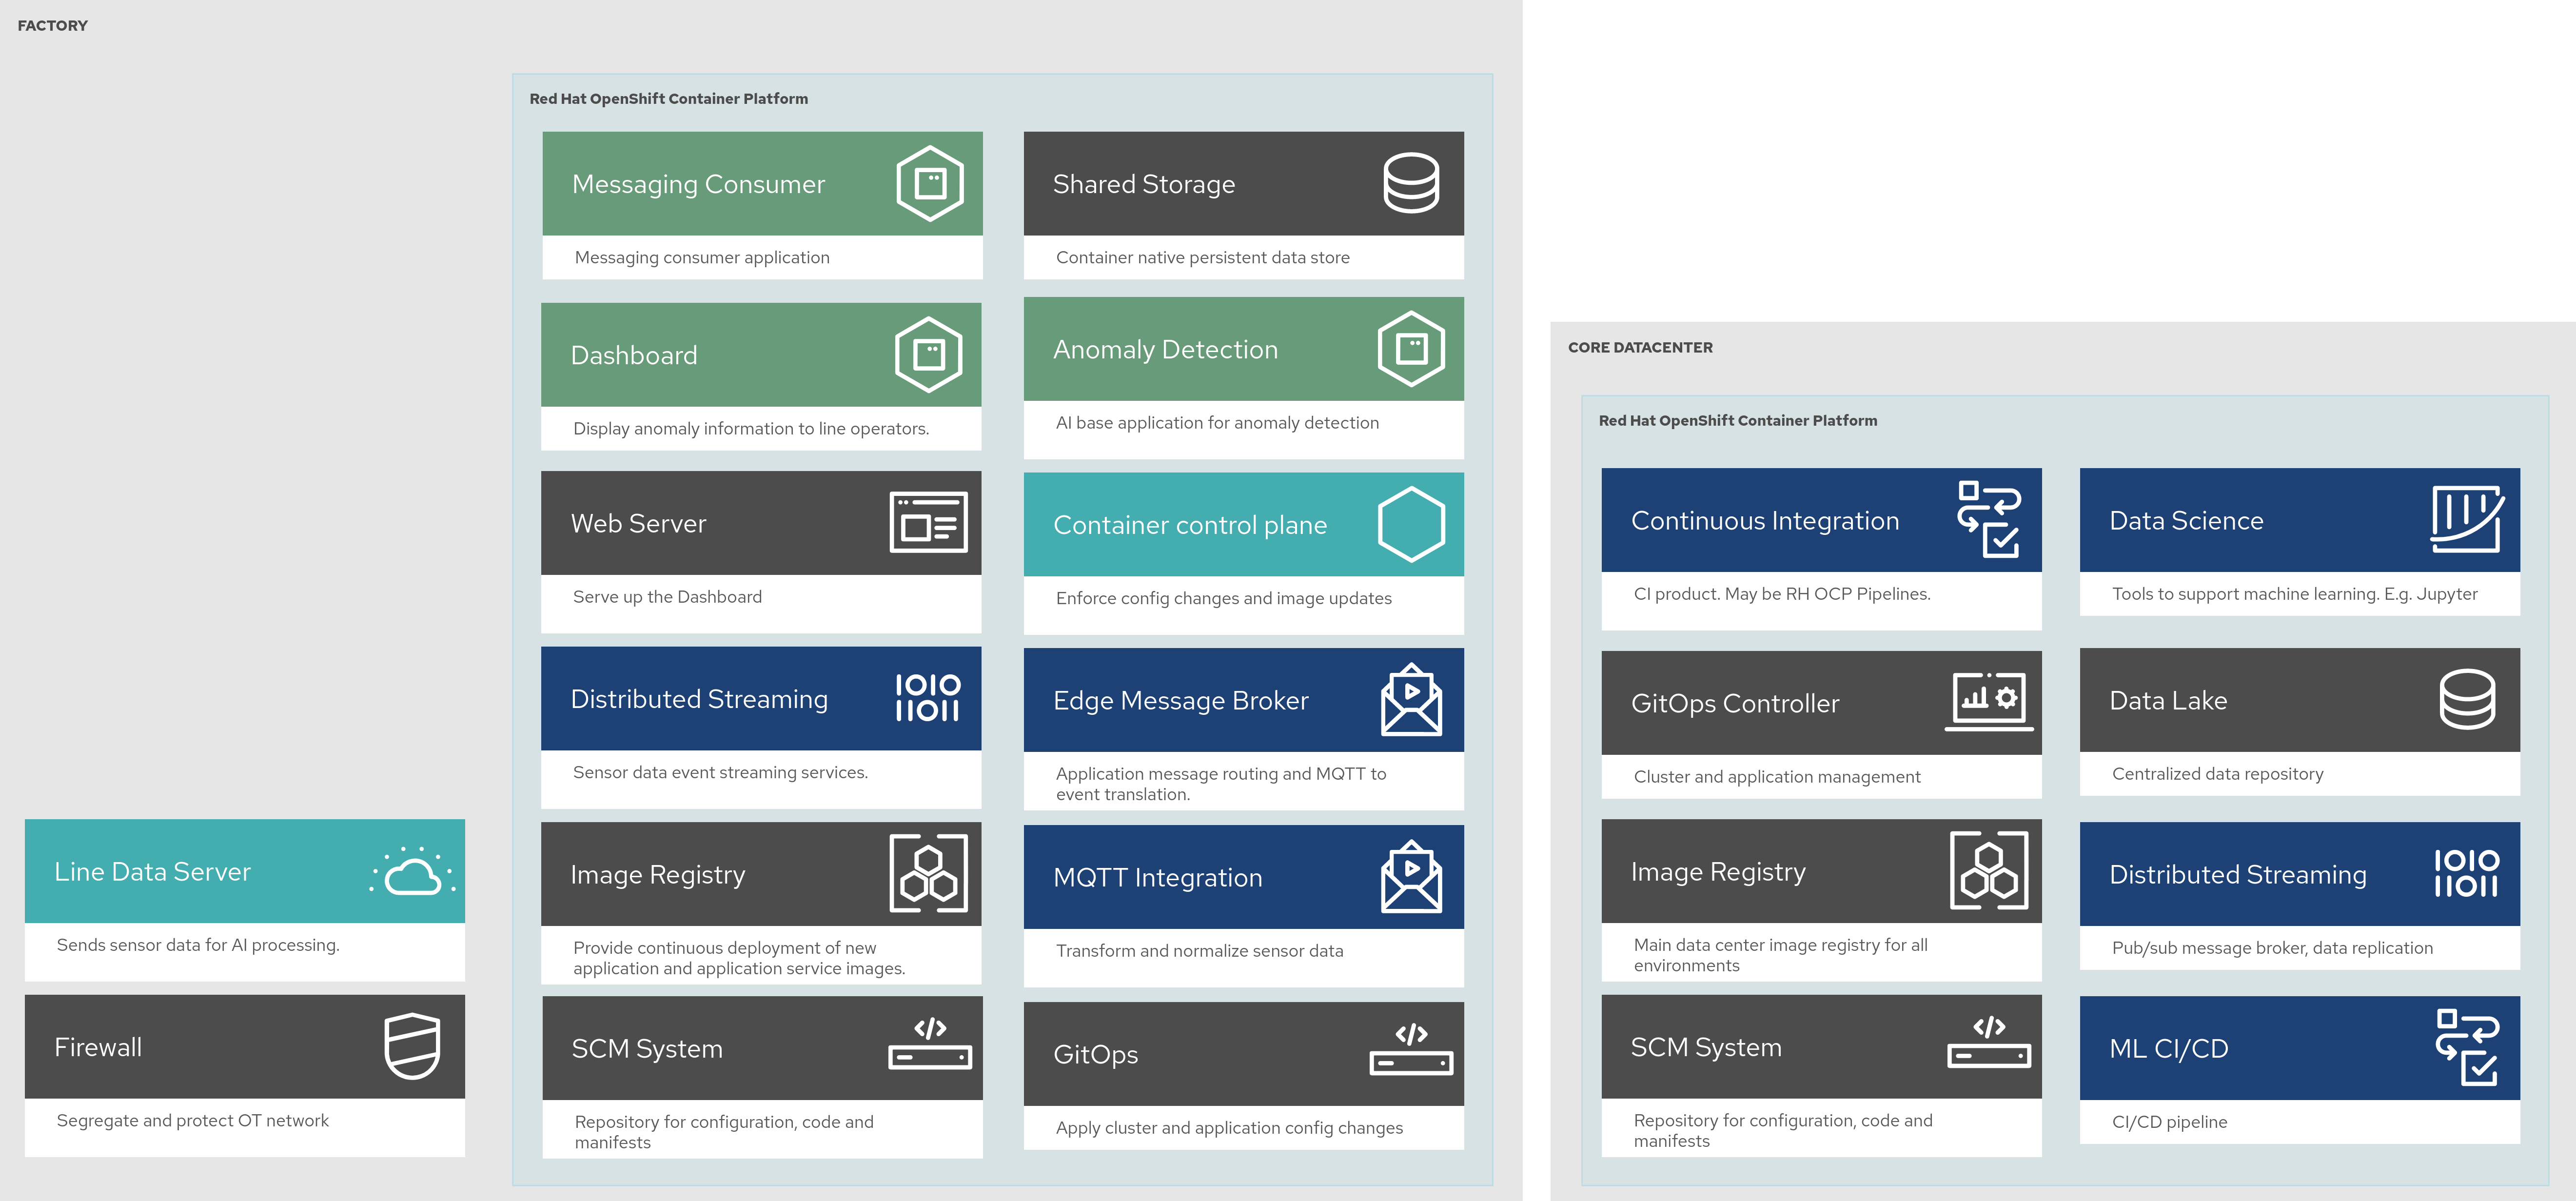 FACTORY
Red Hat OpenShift Container Platform
Messaging Consumer
Messaging consumer application
Shared Storage
Container native persistent data store
Dashboard
Display anomaly information to line operators.
Anomaly Detection
AI base application for anomaly detection
Web Server
Serve up the Dashboard
Container control plane
Enforce config changes and image updates
Distributed Streaming
IOIO
IIOII
Sensor data event streaming services.
Edge Message Broker
Application message routing and MQTT to
event translation.
Image Registry
Provide continuous deployment of new
application and application service images.
MQTT Integration
Transform and normalize sensor data
SCM System
</>
Repository for configuration, code and
manifests
GitOps
</>
Apply cluster and application config changes
Line Data Server
Sends sensor data for AI processing.
Firewall
Segregate and protect OT network
CORE DATACENTER
Red Hat OpenShift Container Platform
Continuous Integration
CI product. May be RH OCP Pipelines.
Data Science
Tools to support machine learning. E.g. Jupyter
GitOps Controller
Cluster and application management
Data Lake
Centralized data repository
Image Registry
Main data center image registry for all
environments
Distributed Streaming
IOIO
IIOII
Pub/sub message broker, data replication
SCM System
</>
Repository for configuration, code and
manifests
ML CI/CD
CI/CD pipeline